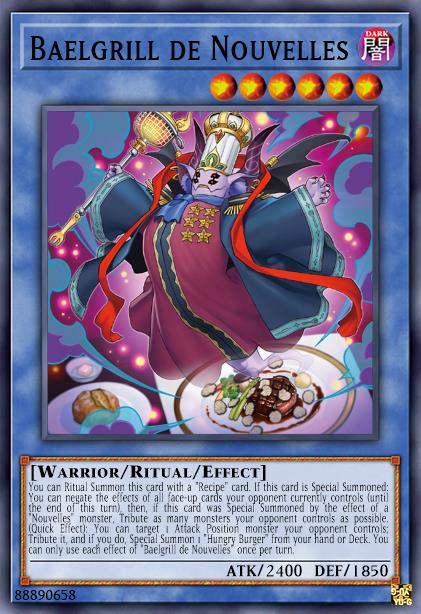 BAELGRILL DE NOUVELLES
DARK
闇
[WARRIOR/RITUAL/EFFECT]
You can Ritual Summon this card with a "Recipe" card. If this card is Special Summoned:
You can negate the effects of all face-up cards your opponent currently controls (until
the end of this turn), then, if this card was Special Summoned by the effect of a
"Nouvelles" monster, Tribute as many monsters your opponent controls as possible.
(Quick Effect): You can target 1 Attack Position monster your opponent controls;
Tribute it, and if you do, Special Summon 1 "Hungry Burger" from your hand or Deck. You
can only use each effect of "Baelgrill de Nouvelles" once per turn.
ATK/2400 DEF/1850
88890658